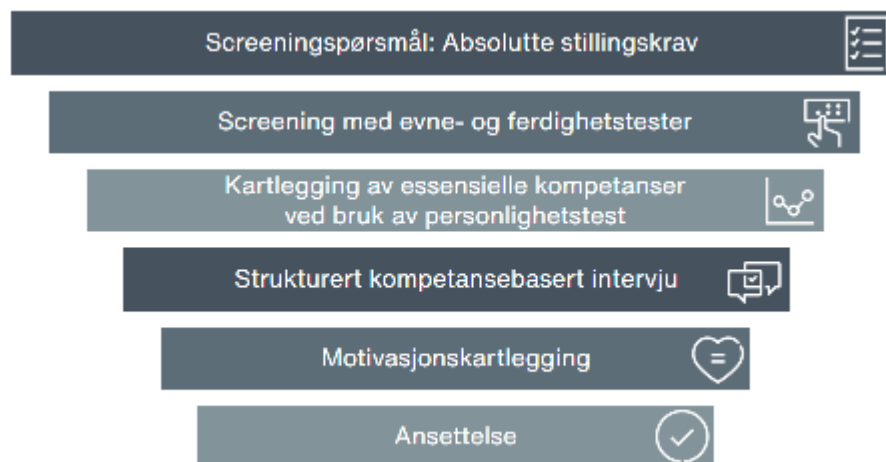 Screeningspørsmål: Absolutte stillingskrav
Screening med evne- og ferdighetstester
Kartlegging av essensielle kompetanser
ved bruk av personlighetstest
Strukturert kompetansebasert intervju
Motivasjonskartlegging
Ansettelse